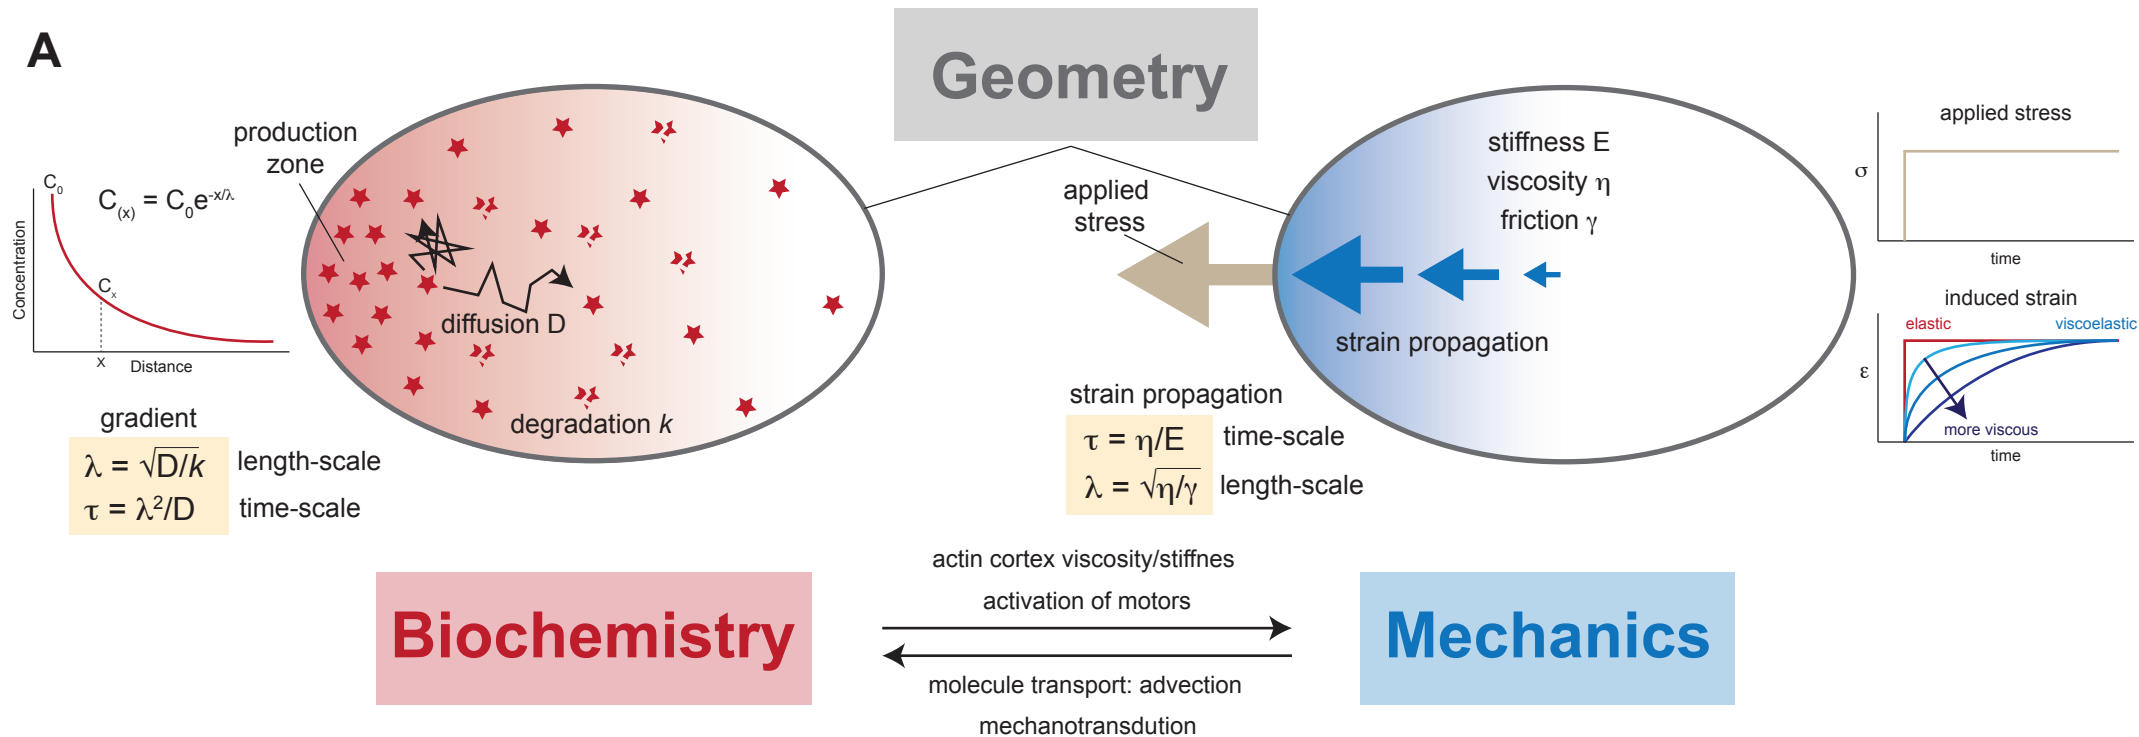 A
Geometry
production
zone
C₀
C₍ₓ₎ = C₀e^-x/λ
Concentration
Cₓ
x
Distance
diffusion D
degradation k
gradient
λ = √D/k length-scale
τ = λ²/D time-scale
applied
stress
stiffness E
viscosity η
friction γ
strain propagation
strain propagation
τ = η/E time-scale
λ = √η/γ length-scale
applied stress
σ
time
induced strain
elastic
viscoelastic
ε
more viscous
time
Biochemistry
actin cortex viscosity/stiffnes
activation of motors
molecule transport: advection
mechanotransdution
Mechanics